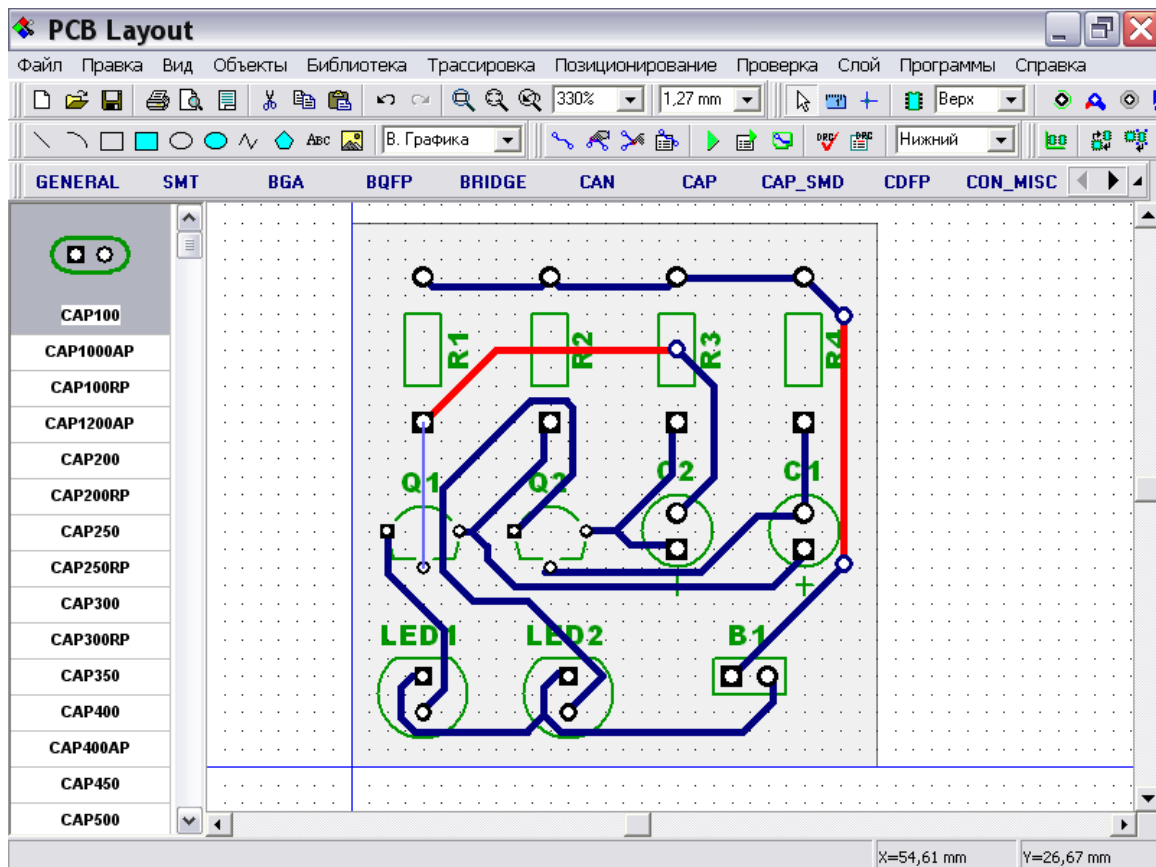 PCB Layout
Файл Правка Вид Объекты Библиотека Трассировка Позиционирование Проверка Слой Программы Справка
330% 1,27 mm Верх
ABC В. Графика DRC DRC Нижний
GENERAL SMT BGA BQFP BRIDGE CAN CAP CAP_SMD CDFP CON_MISC
CAP100
CAP1000AP
CAP100RP
CAP1200AP
CAP200
CAP200RP
CAP250
CAP250RP
CAP300
CAP300RP
CAP350
CAP400
CAP400AP
CAP450
CAP500
R1 R2 R3 R4
Q1 Q2 C2 C1
+ +
LED1 LED2 B1
X=54,61 mm Y=26,67 mm